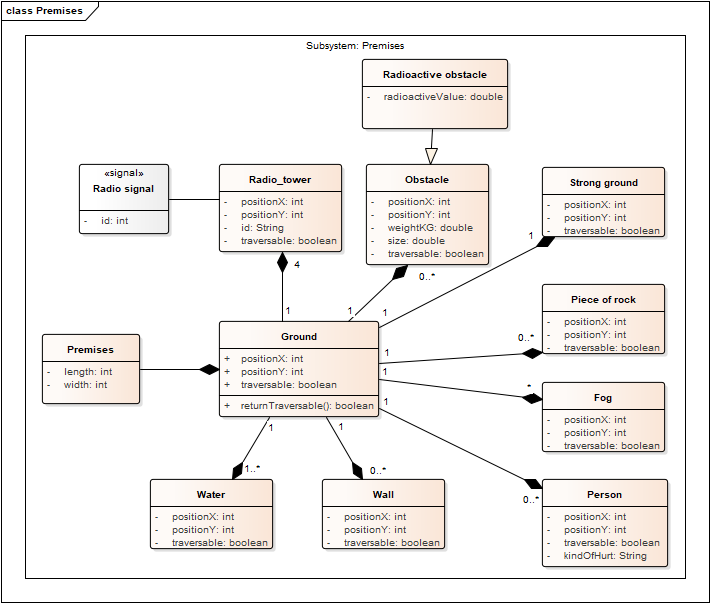 class Premises
Subsystem: Premises
Radioactive obstacle
- radioactiveValue: double
«signal»
Radio signal
- id: int
Radio_tower
- positionX: int
- positionY: int
- id: String
- traversable: boolean
Obstacle
- positionX: int
- positionY: int
- weightKG: double
- size: double
- traversable: boolean
Strong ground
- positionX: int
- positionY: int
- traversable: boolean
1
4
0..*
1
1
1
Piece of rock
- positionX: int
- positionY: int
- traversable: boolean
0..*
1
Ground
+ positionX: int
+ positionY: int
+ traversable: boolean
+ returnTraversable(): boolean
Premises
- length: int
- width: int
1
*
Fog
- positionX: int
- positionY: int
- traversable: boolean
1
1
1
1..*
0..*
0..*
Water
- positionX: int
- positionY: int
- traversable: boolean
Wall
- positionX: int
- positionY: int
- traversable: boolean
Person
- positionX: int
- positionY: int
- traversable: boolean
- kindOfHurt: String